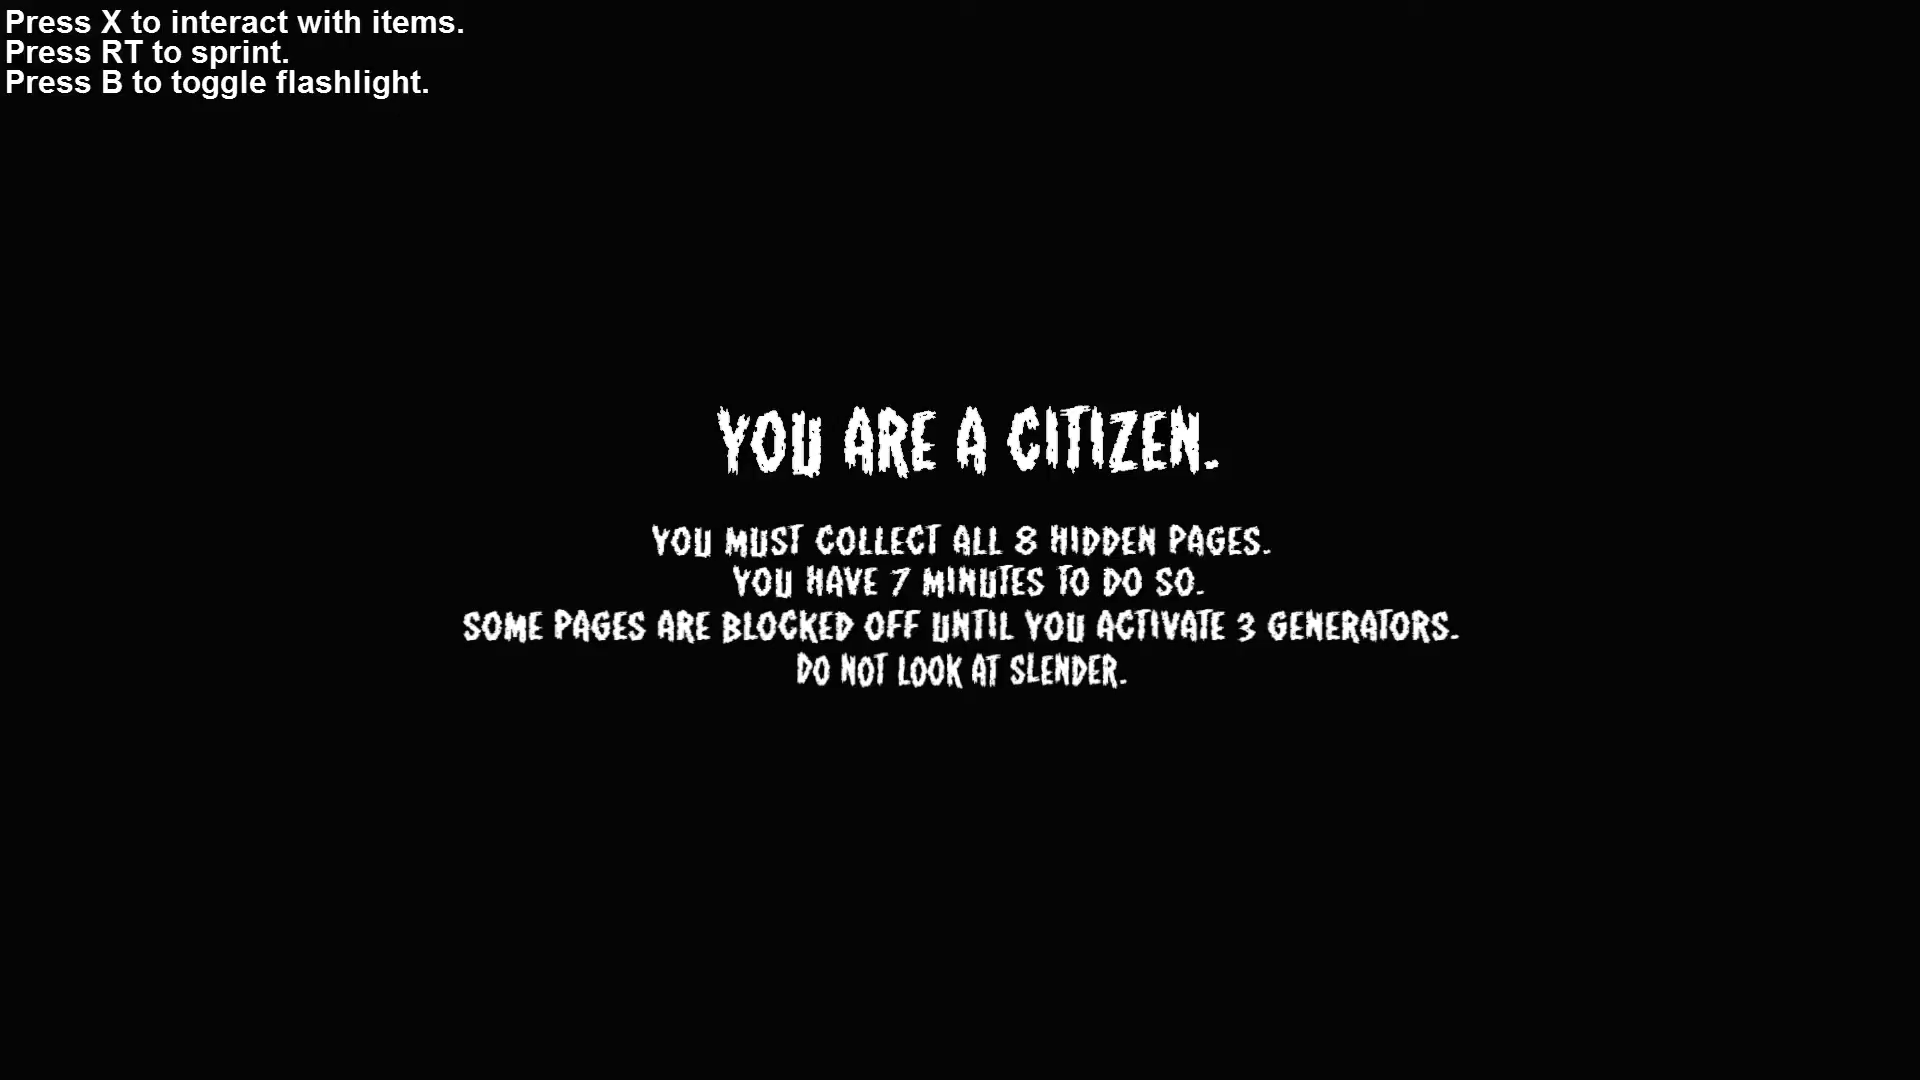 Press X to interact with items.
Press RT to sprint.
Press B to toggle flashlight.
YOU ARE A CITIZEN.
YOU MUST COLLECT ALL 8 HIDDEN PAGES.
YOU HAVE 7 MINUTES TO DO SO.
SOME PAGES ARE BLOCKED OFF UNTIL YOU ACTIVATE 3 GENERATORS.
DO NOT LOOK AT SLENDER.